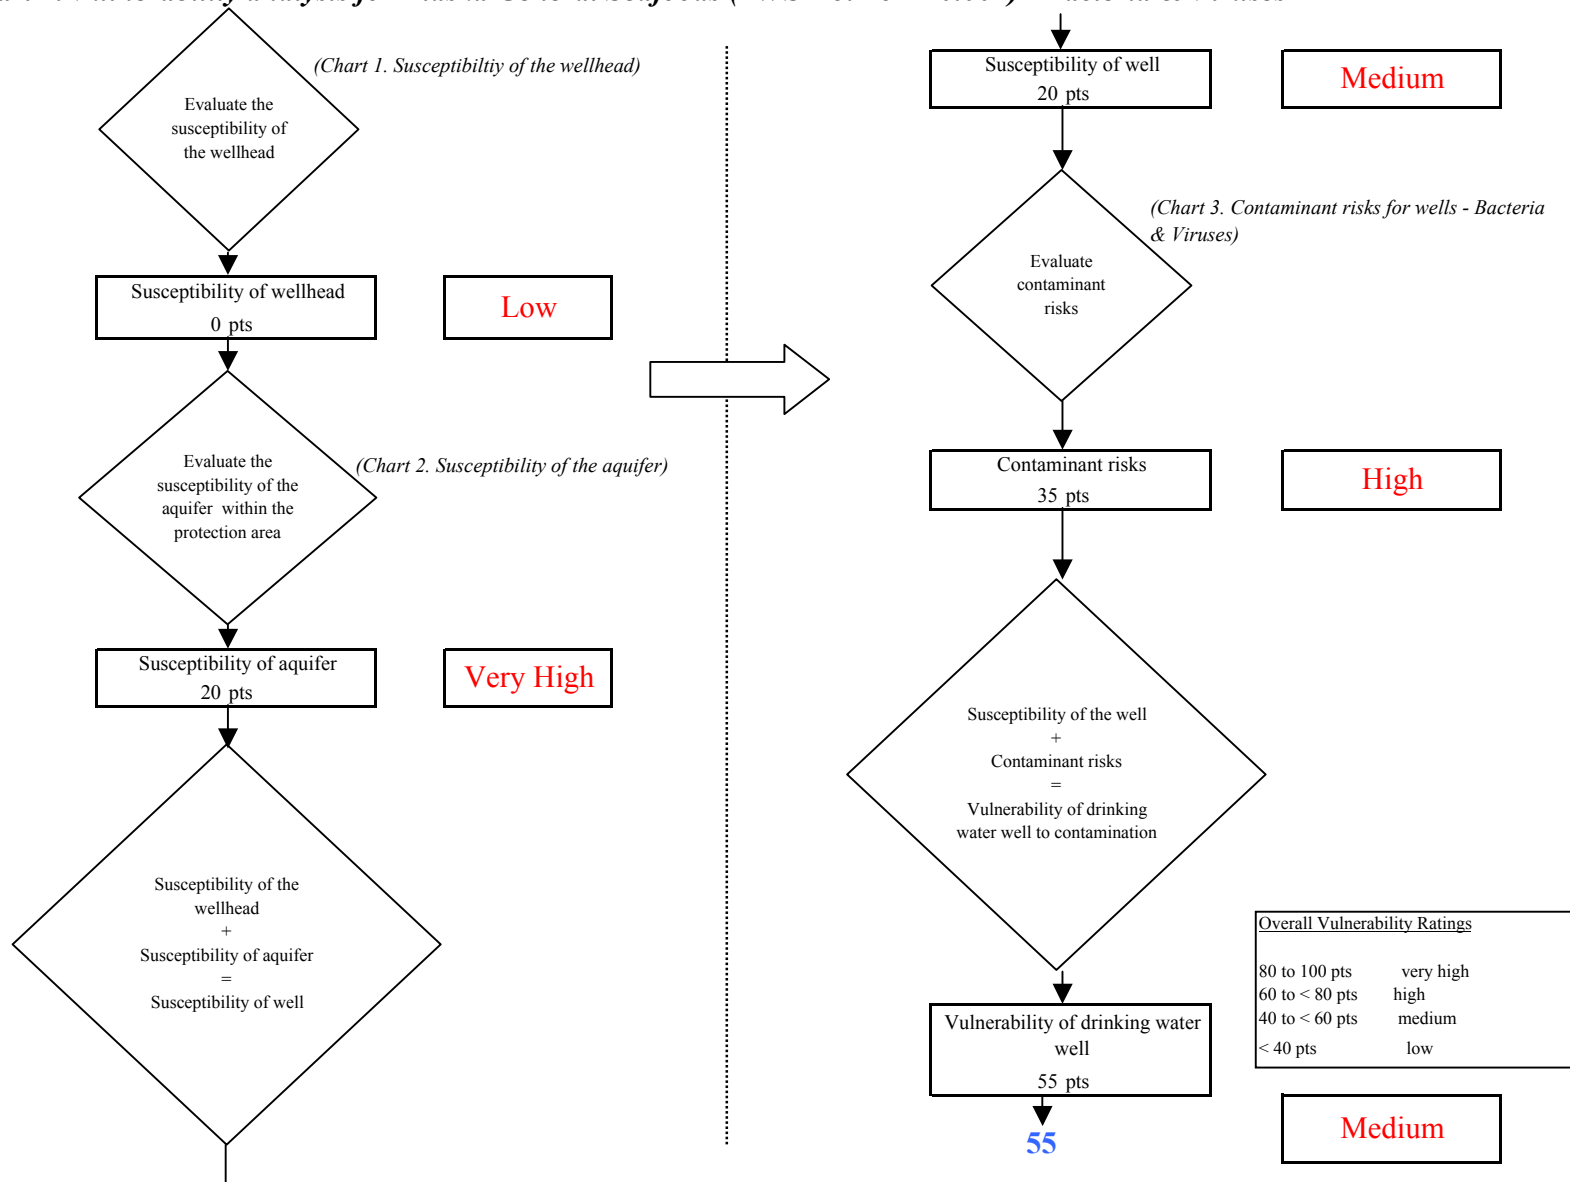 (Chart 1. Susceptibiltiy of the wellhead)
Evaluate the
susceptibility of
the wellhead
Susceptibility of wellhead
0 pts
Low
Evaluate the
susceptibility of the
aquifer within the
protection area
(Chart 2. Susceptibility of the aquifer)
Susceptibility of aquifer
20 pts
Very High
Susceptibility of the
wellhead
+
Susceptibility of aquifer
=
Susceptibility of well
Susceptibility of well
20 pts
Medium
(Chart 3. Contaminant risks for wells - Bacteria
& Viruses)
Evaluate
contaminant
risks
Contaminant risks
35 pts
High
Susceptibility of the well
+
Contaminant risks
=
Vulnerability of drinking
water well to contamination
Overall Vulnerability Ratings
80 to 100 pts very high
60 to < 80 pts high
40 to < 60 pts medium
< 40 pts low
Vulnerability of drinking water
well
55 pts
55
Medium